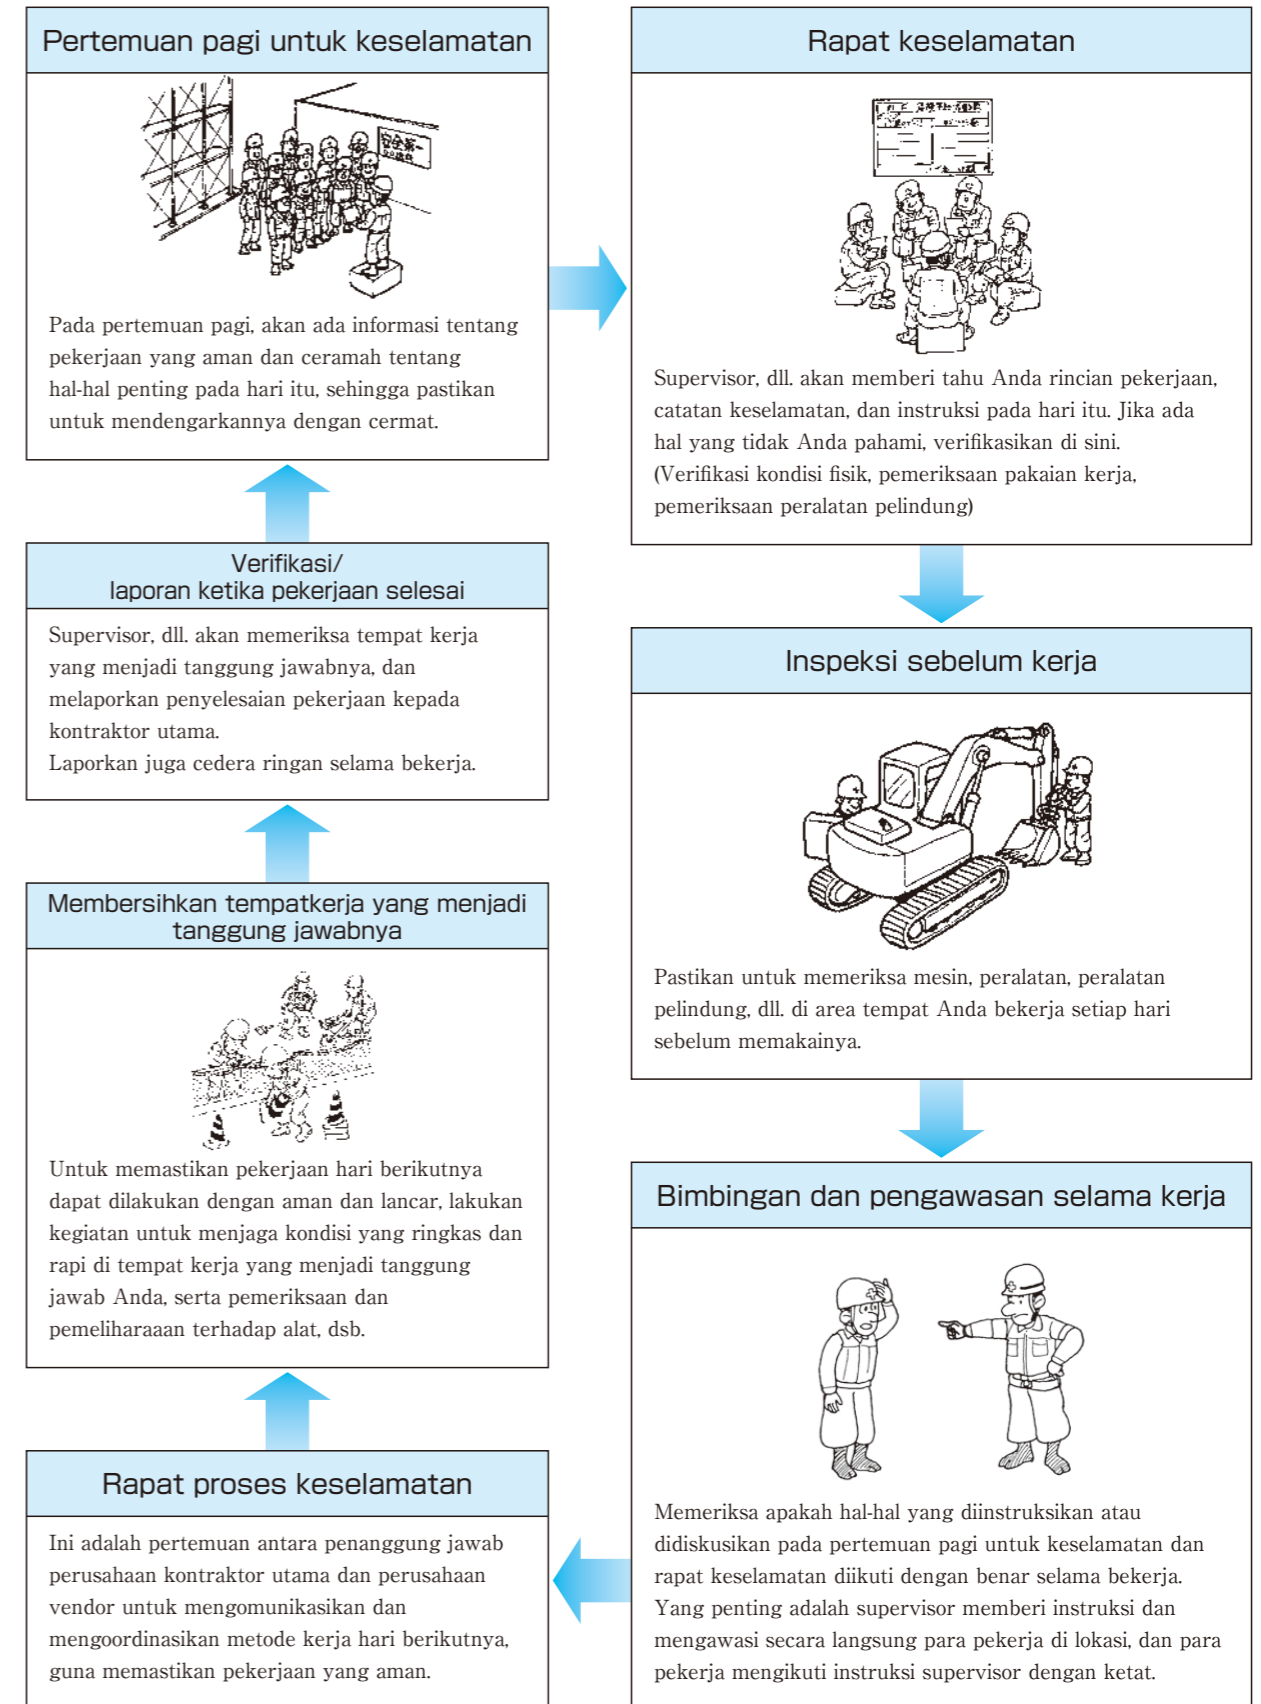 Pertemuan pagi untuk keselamatan
安全第一
Pada pertemuan pagi, akan ada informasi tentang
pekerjaan yang aman dan ceramah tentang
hal-hal penting pada hari itu, sehingga pastikan
untuk mendengarkannya dengan cermat.
Rapat keselamatan
Supervisor, dll. akan memberi tahu Anda rincian pekerjaan,
catatan keselamatan, dan instruksi pada hari itu. Jika ada
hal yang tidak Anda pahami, verifikasikan di sini.
(Verifikasi kondisi fisik, pemeriksaan pakaian kerja,
pemeriksaan peralatan pelindung)
Inspeksi sebelum kerja
Pastikan untuk memeriksa mesin, peralatan, peralatan
pelindung, dll. di area tempat Anda bekerja setiap hari
sebelum memakainya.
Bimbingan dan pengawasan selama kerja
Memeriksa apakah hal-hal yang diinstruksikan atau
didiskusikan pada pertemuan pagi untuk keselamatan dan
rapat keselamatan diikuti dengan benar selama bekerja.
Yang penting adalah supervisor memberi instruksi dan
mengawasi secara langsung para pekerja di lokasi, dan para
pekerja mengikuti instruksi supervisor dengan ketat.
Rapat proses keselamatan
Ini adalah pertemuan antara penanggung jawab
perusahaan kontraktor utama dan perusahaan
vendor untuk mengomunikasikan dan
mengoordinasikan metode kerja hari berikutnya,
guna memastikan pekerjaan yang aman.
Membersihkan tempatkerja yang menjadi
tanggung jawabnya
Untuk memastikan pekerjaan hari berikutnya
dapat dilakukan dengan aman dan lancar, lakukan
kegiatan untuk menjaga kondisi yang ringkas dan
rapi di tempat kerja yang menjadi tanggung
jawab Anda, serta pemeriksaan dan
pemeliharaaan terhadap alat, dsb.
Verifikasi/
laporan ketika pekerjaan selesai
Supervisor, dll. akan memeriksa tempat kerja
yang menjadi tanggung jawabnya, dan
melaporkan penyelesaian pekerjaan kepada
kontraktor utama.
Laporkan juga cedera ringan selama bekerja.